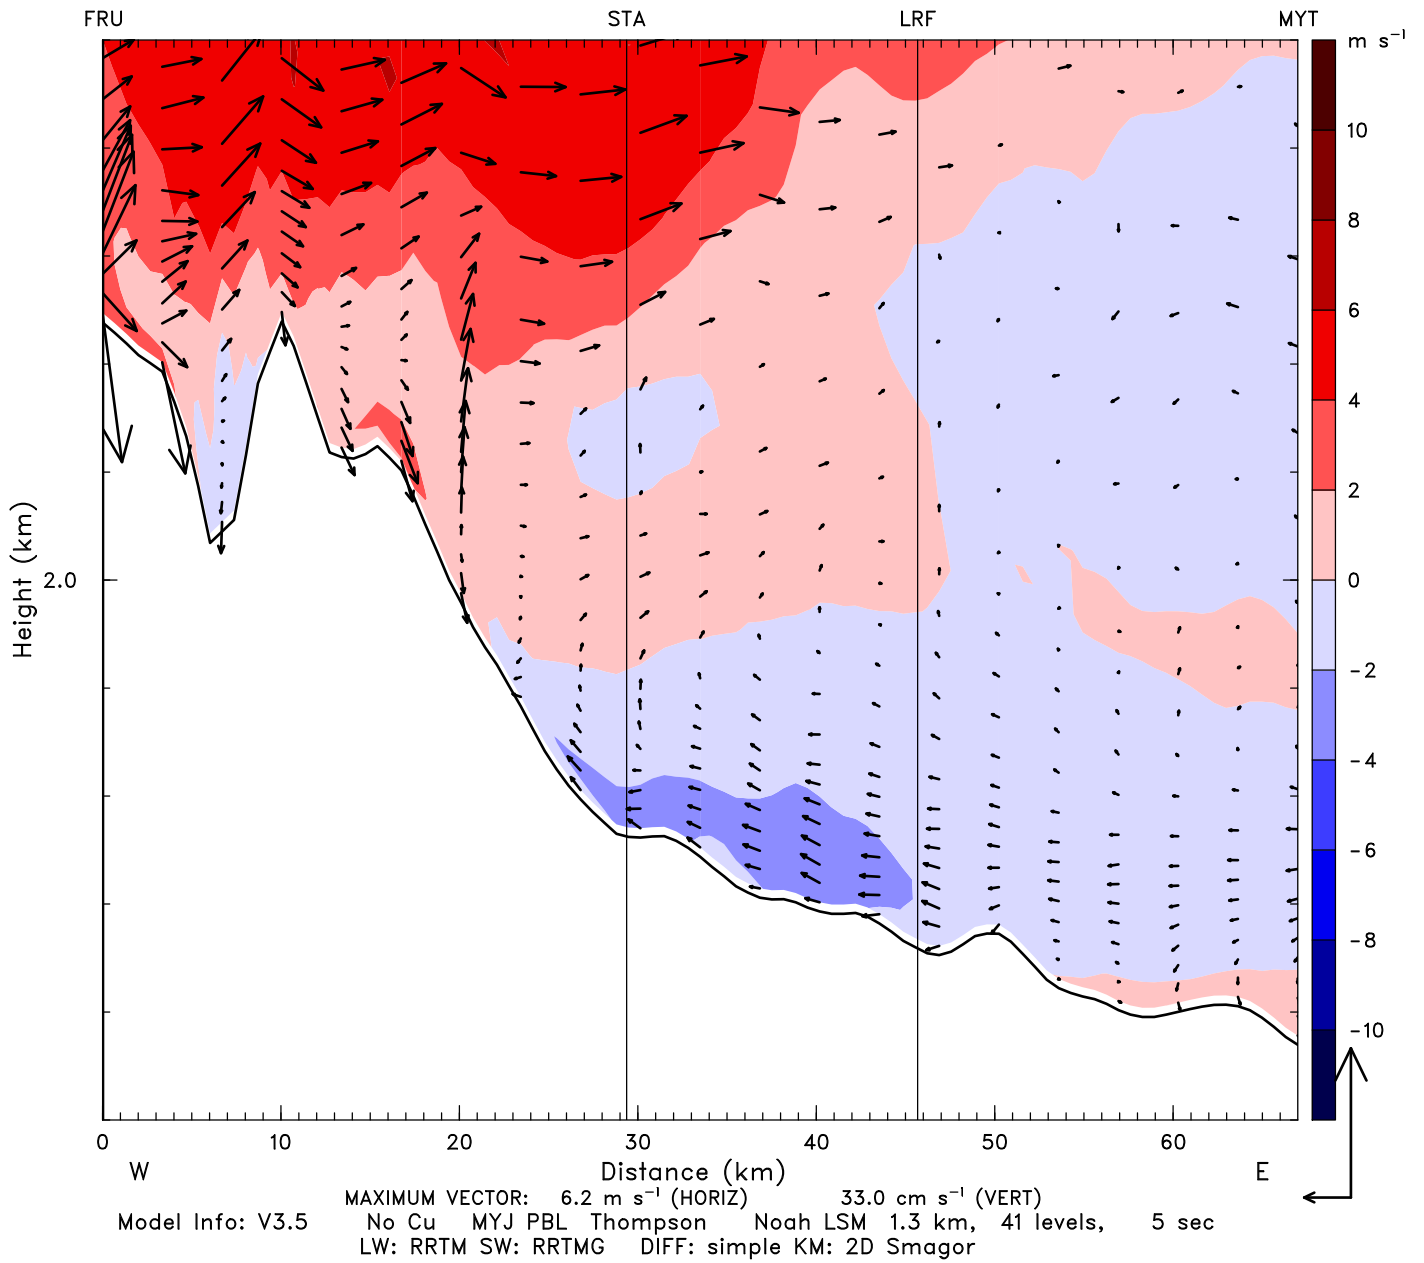 FRU STA LRF MYT
m s⁻¹
10
8
6
4
2
0
-2
-4
-6
-8
-10
Height (km)
2.0
0 10 20 30 40 50 60
W Distance (km) E
MAXIMUM VECTOR: 6.2 m s⁻¹ (HORIZ) 33.0 cm s⁻¹ (VERT)
Model Info: V3.5 No Cu MYJ PBL Thompson Noah LSM 1.3 km, 41 levels, 5 sec
LW: RRTM SW: RRTMG DIFF: simple KM: 2D Smagor